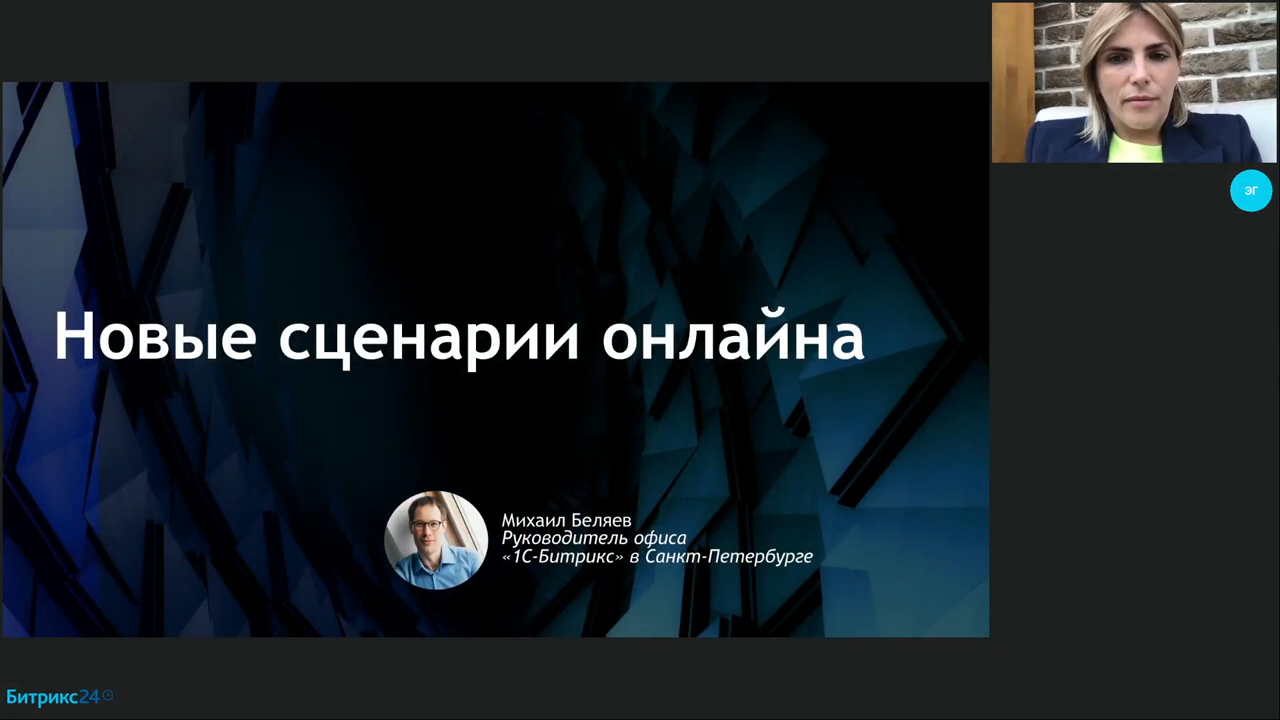 Новые сценарии онлайна
Михаил Беляев
Руководитель офиса
«1С-Битрикс» в Санкт-Петербурге
ЭГ
Битрикс24